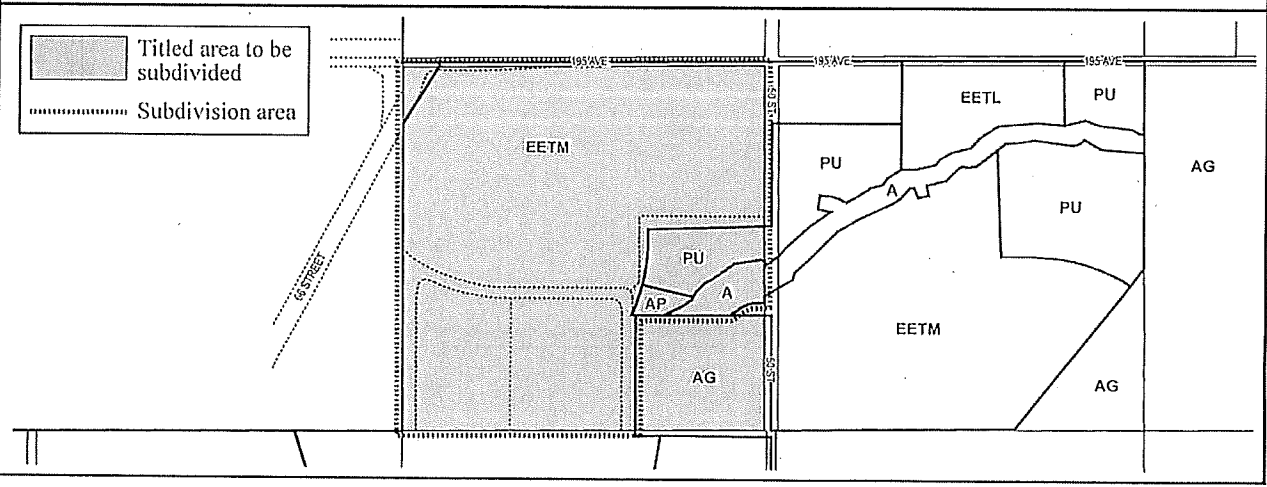 Titled area to be
subdivided
Subdivision area
195 AVE
195 AVE
195 AVE
50 ST
EETL
PU
EETM
PU
A
AG
PU
66 STREET
PU
A
AP
EETM
AG
50 ST
AG